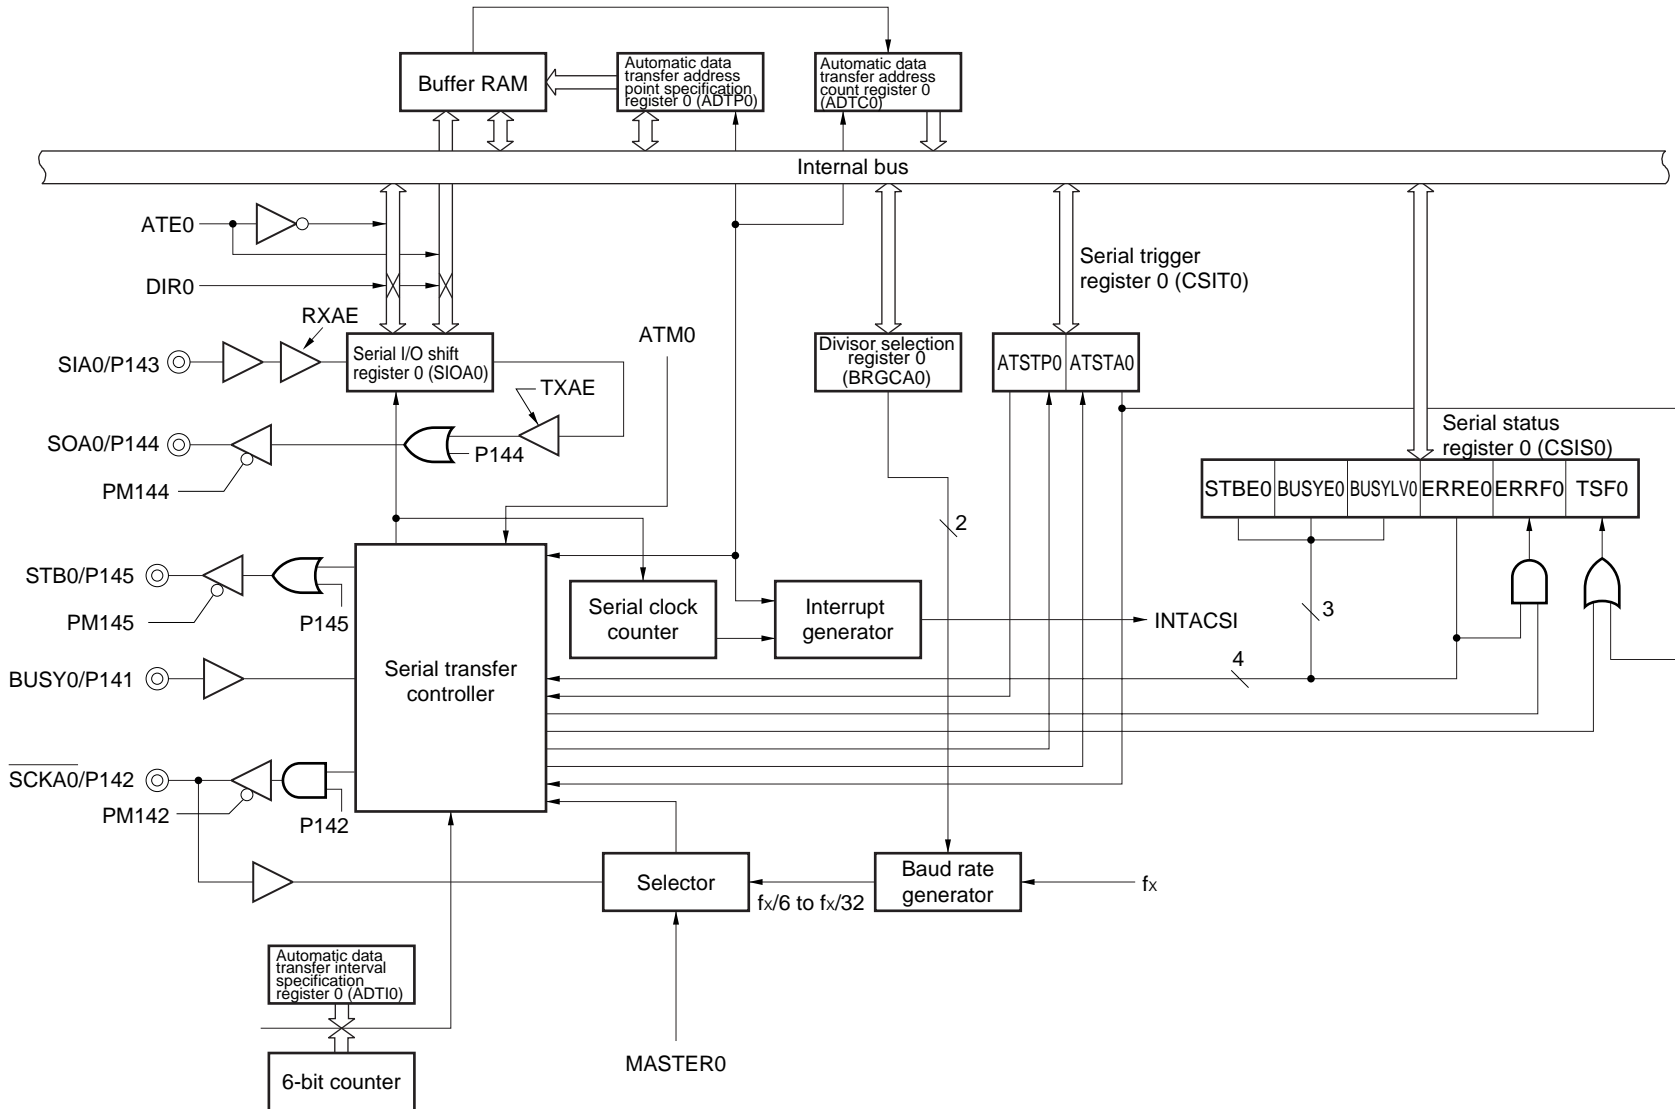 Buffer RAM
Automatic data
transfer address
point specification
register 0 (ADTP0)
Automatic data
transfer address
count register 0
(ADTC0)
Internal bus
ATE0
DIR0
RXAE
SIA0/P143
Serial I/O shift
register 0 (SIOA0)
ATM0
Divisor selection
register 0
(BRGCA0)
Serial trigger
register 0 (CSIT0)
ATSTP0
ATSTA0
TXAE
SOA0/P144
P144
PM144
Serial status
register 0 (CSIS0)
STBE0
BUSYE0
BUSYLV0
ERRE0
ERRF0
TSF0
2
STB0/P145
PM145
P145
Serial clock
counter
Interrupt
generator
INTACSI
3
4
BUSY0/P141
Serial transfer
controller
SCKA0/P142
PM142
P142
Selector
fX/6 to fX/32
Baud rate
generator
fX
Automatic data
transfer interval
specification
register 0 (ADTI0)
6-bit counter
MASTER0